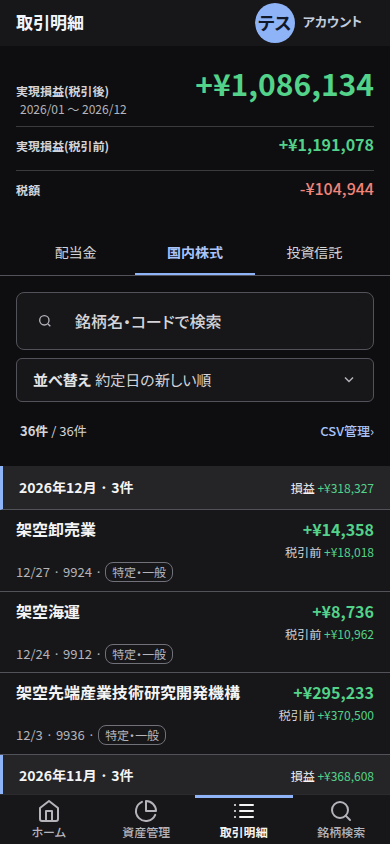 取引明細
テス アカウント
実現損益(税引後) +¥1,086,134
2026/01 〜 2026/12
実現損益(税引前) +¥1,191,078
税額 -¥104,944
配当金 国内株式 投資信託
銘柄名・コードで検索
並べ替え 約定日の新しい順
36件 / 36件 CSV管理›
2026年12月・3件 損益 +¥318,327
架空卸売業 +¥14,358
税引前 +¥18,018
12/27・9924・特定・一般
架空海運 +¥8,736
税引前 +¥10,962
12/24・9912・特定・一般
架空先端産業技術研究開発機構 +¥295,233
税引前 +¥370,500
12/3・9936・特定・一般
2026年11月・3件 損益 +¥368,608
ホーム 資産管理 取引明細 銘柄検索